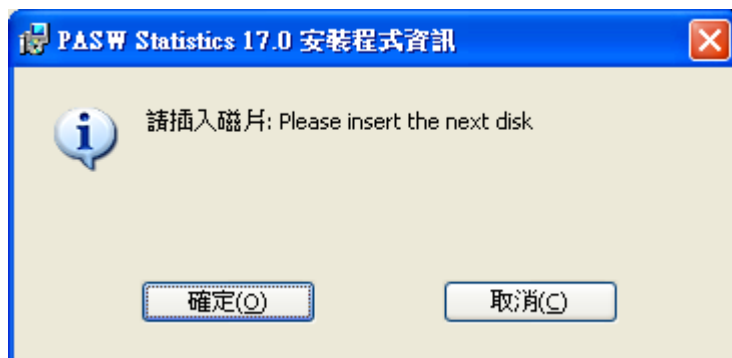 PASW Statistics 17.0 安裝程式資訊
請插入磁片: Please insert the next disk
確定(O)
取消(C)